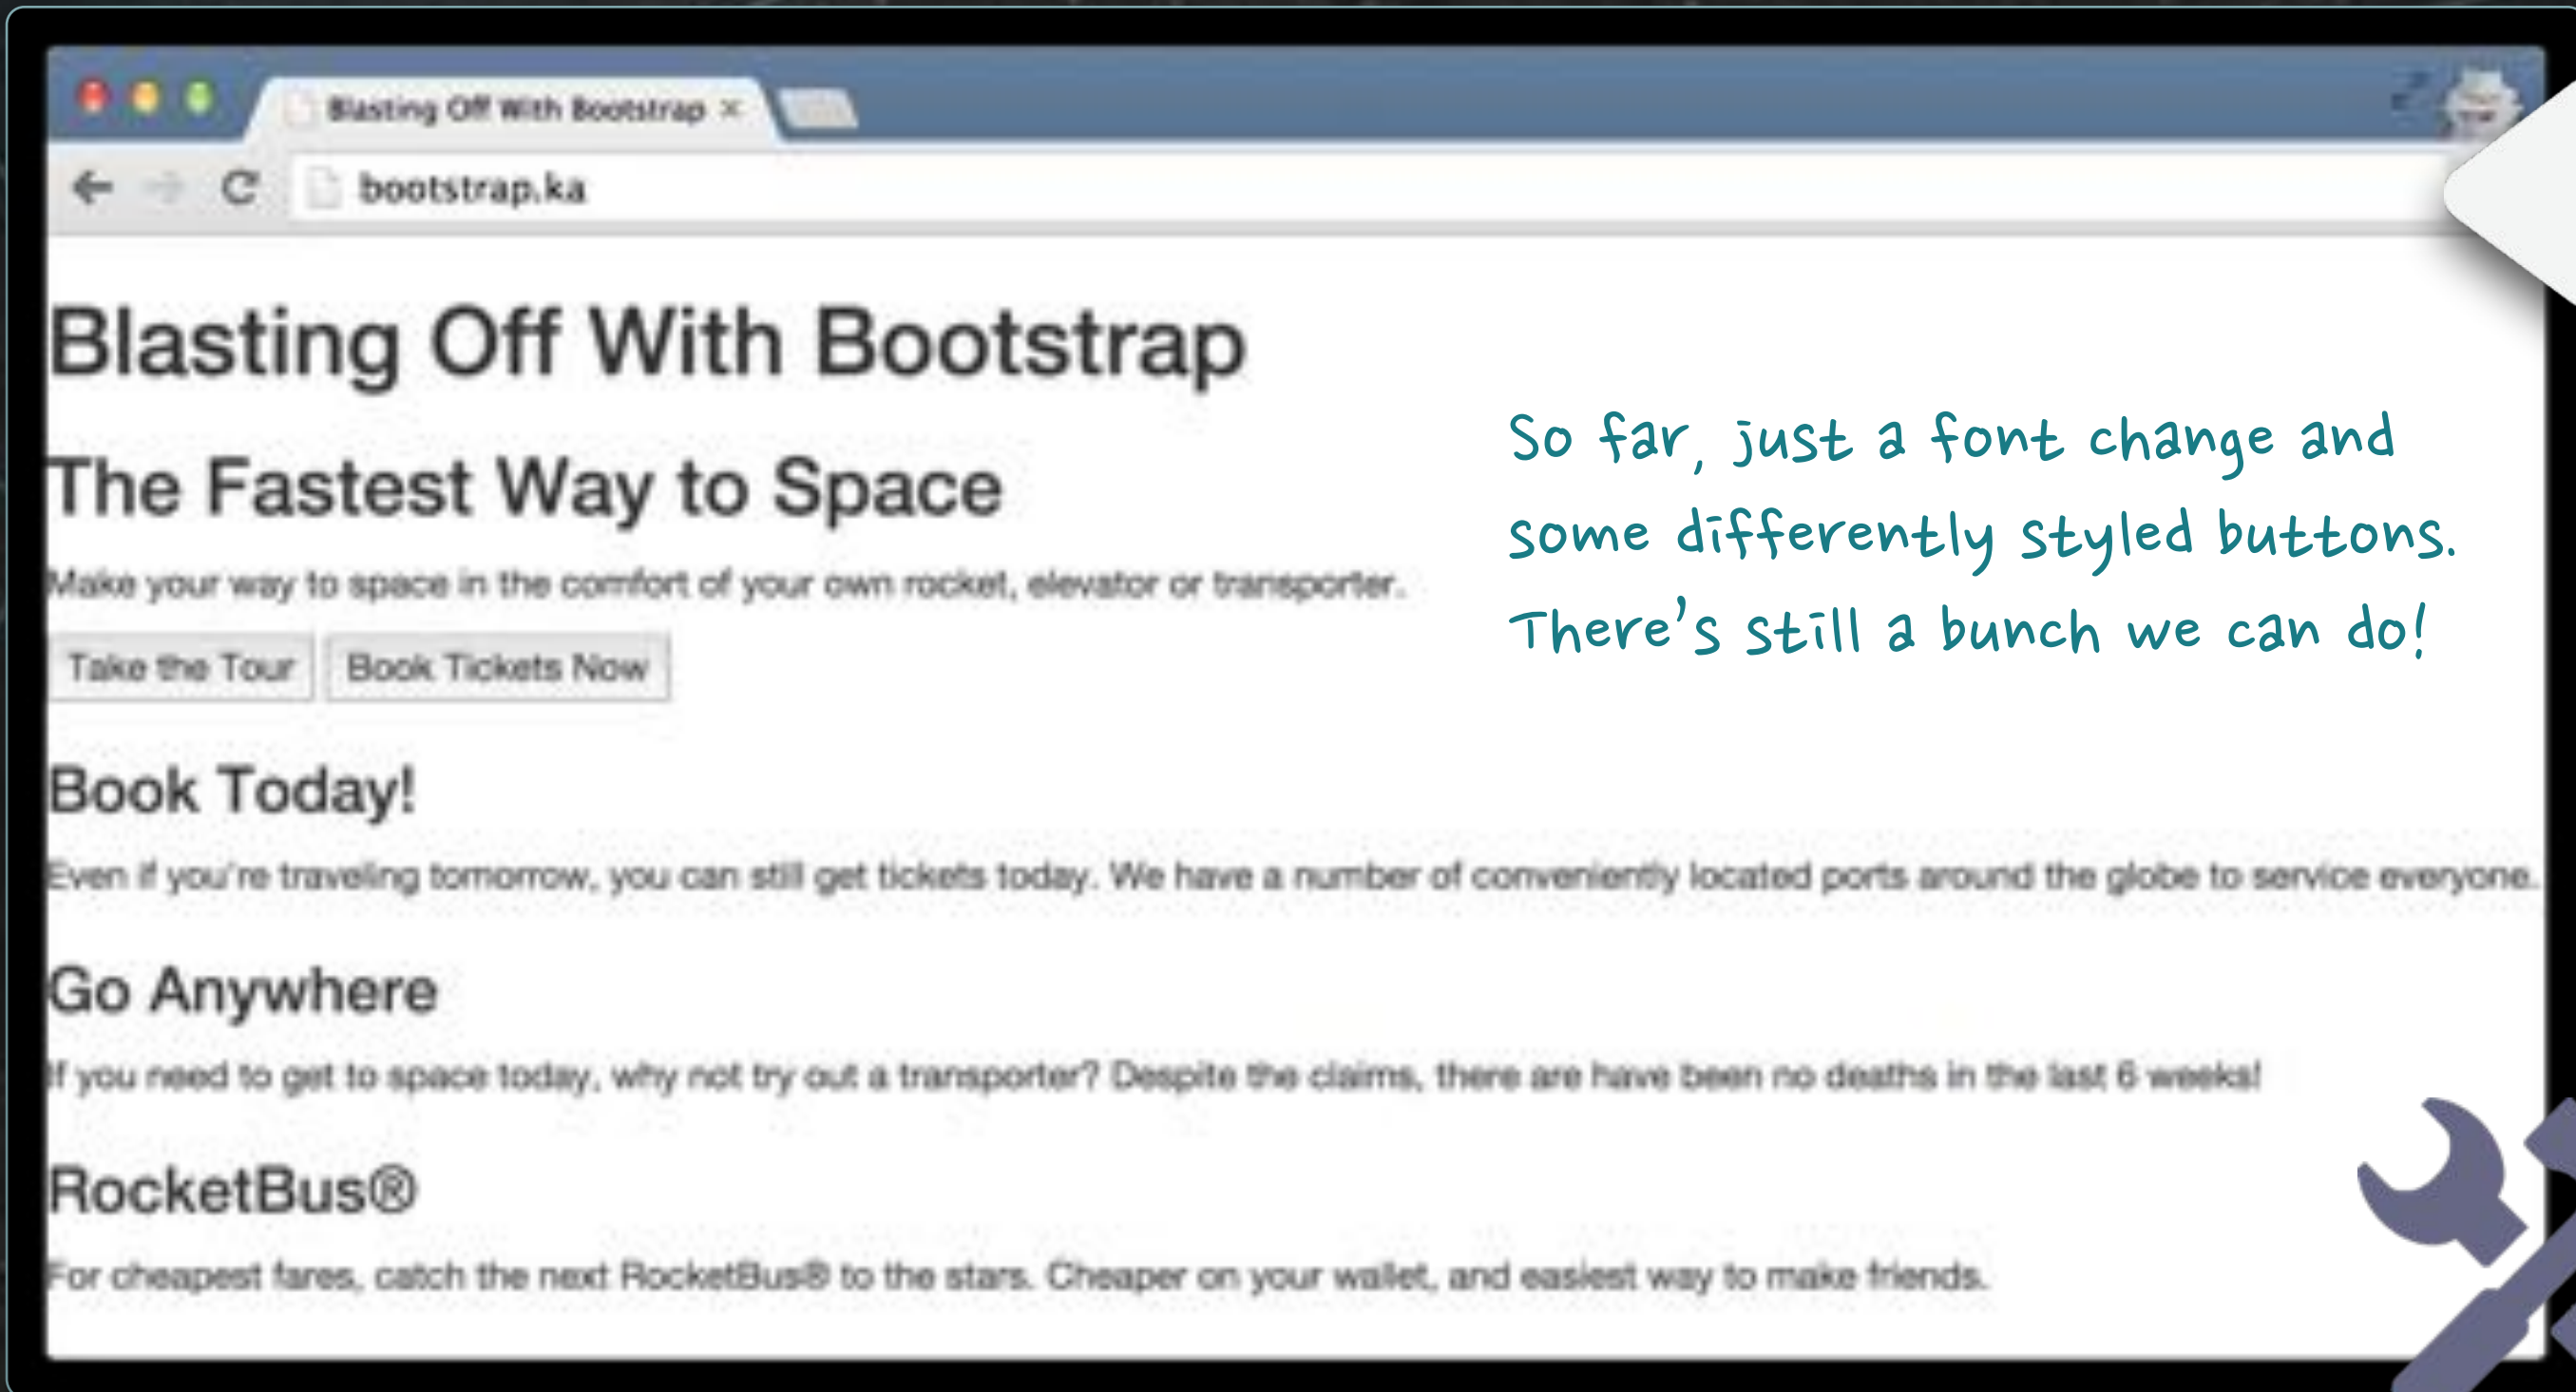 Blasting Off With Bootstrap
bootstrap.ka
Blasting Off With Bootstrap
The Fastest Way to Space
Make your way to space in the comfort of your own rocket, elevator or transporter.
Take the Tour
Book Tickets Now
So far, just a font change and
some differently styled buttons.
There's still a bunch we can do!
Book Today!
Even if you're traveling tomorrow, you can still get tickets today. We have a number of conveniently located ports around the globe to service everyone.
Go Anywhere
If you need to get to space today, why not try out a transporter? Despite the claims, there are have been no deaths in the last 6 weeks!
RocketBus®
For cheapest fares, catch the next RocketBus® to the stars. Cheaper on your wallet, and easiest way to make friends.